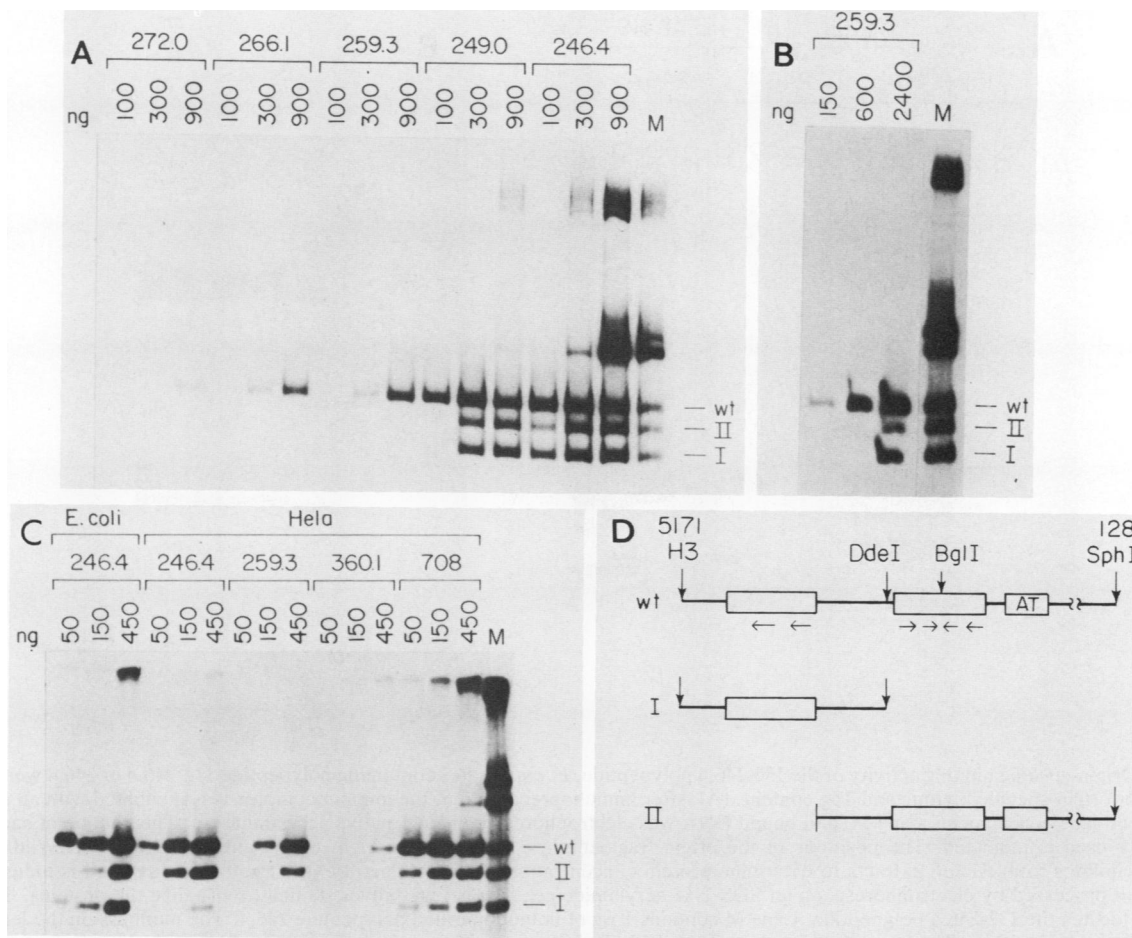 A
272.0 266.1 259.3 249.0 246.4
ng 100 300 900 100 300 900 100 300 900 100 300 900 100 300 900 M
wt
II
I
B
259.3
ng 150 600 2400 M
wt
II
I
C
E. coli Hela
246.4 246.4 259.3 360.1 708
ng 50 150 450 50 150 450 50 150 450 50 150 450 50 150 450 M
wt
II
I
D
5171 128
H3 DdeI BglI SphI
wt AT
I
II